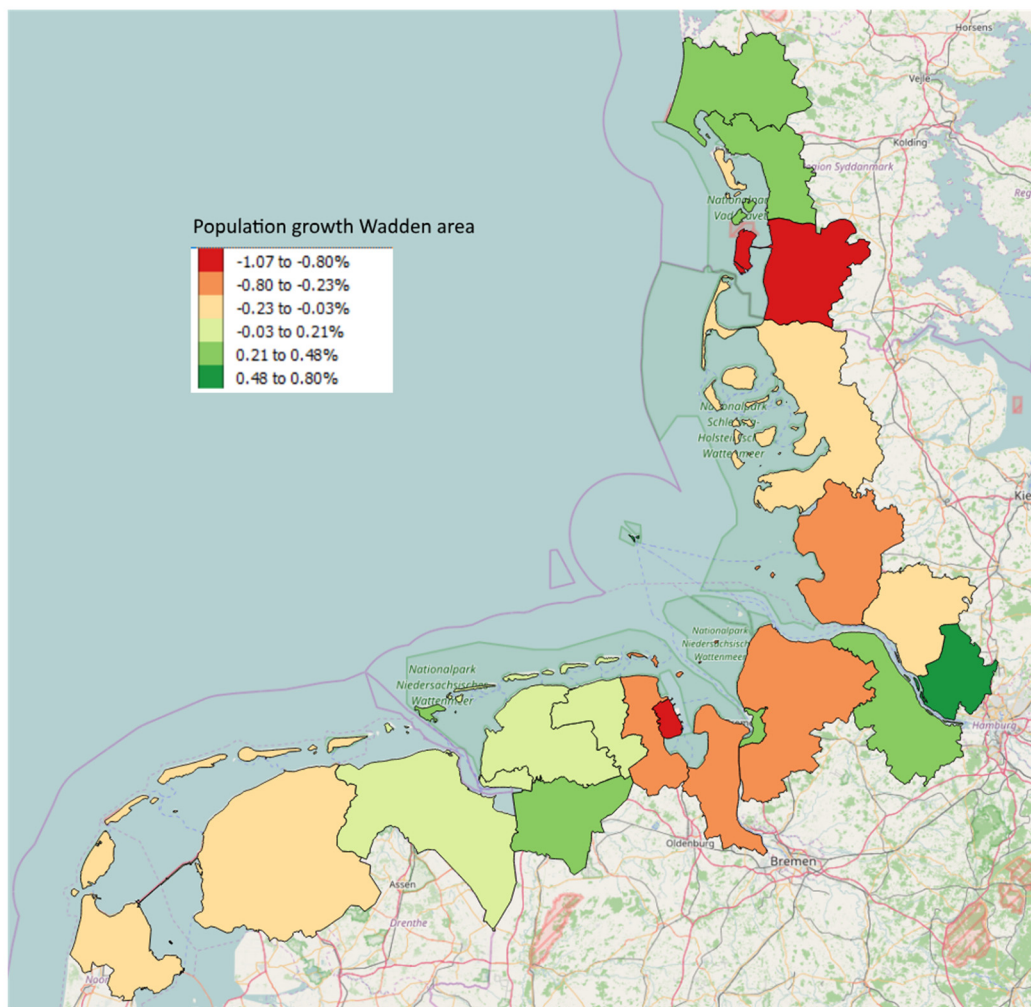 Horsens
Vejle
Kolding
Region Syddanmark
Population growth Wadden area
-1.07 to -0.80%
-0.80 to -0.23%
-0.23 to -0.03%
-0.03 to 0.21%
0.21 to 0.48%
0.48 to 0.80%
Nationalpark
Schleswig-
Holsteinisches
Wattenmeer
Kie
Nationalpark
Niedersächsisches
Wattenmeer
Nationalpark
Niedersächsisches
Wattenmeer
Hamburg
Oldenburg
Bremen
Assen
Drenthe